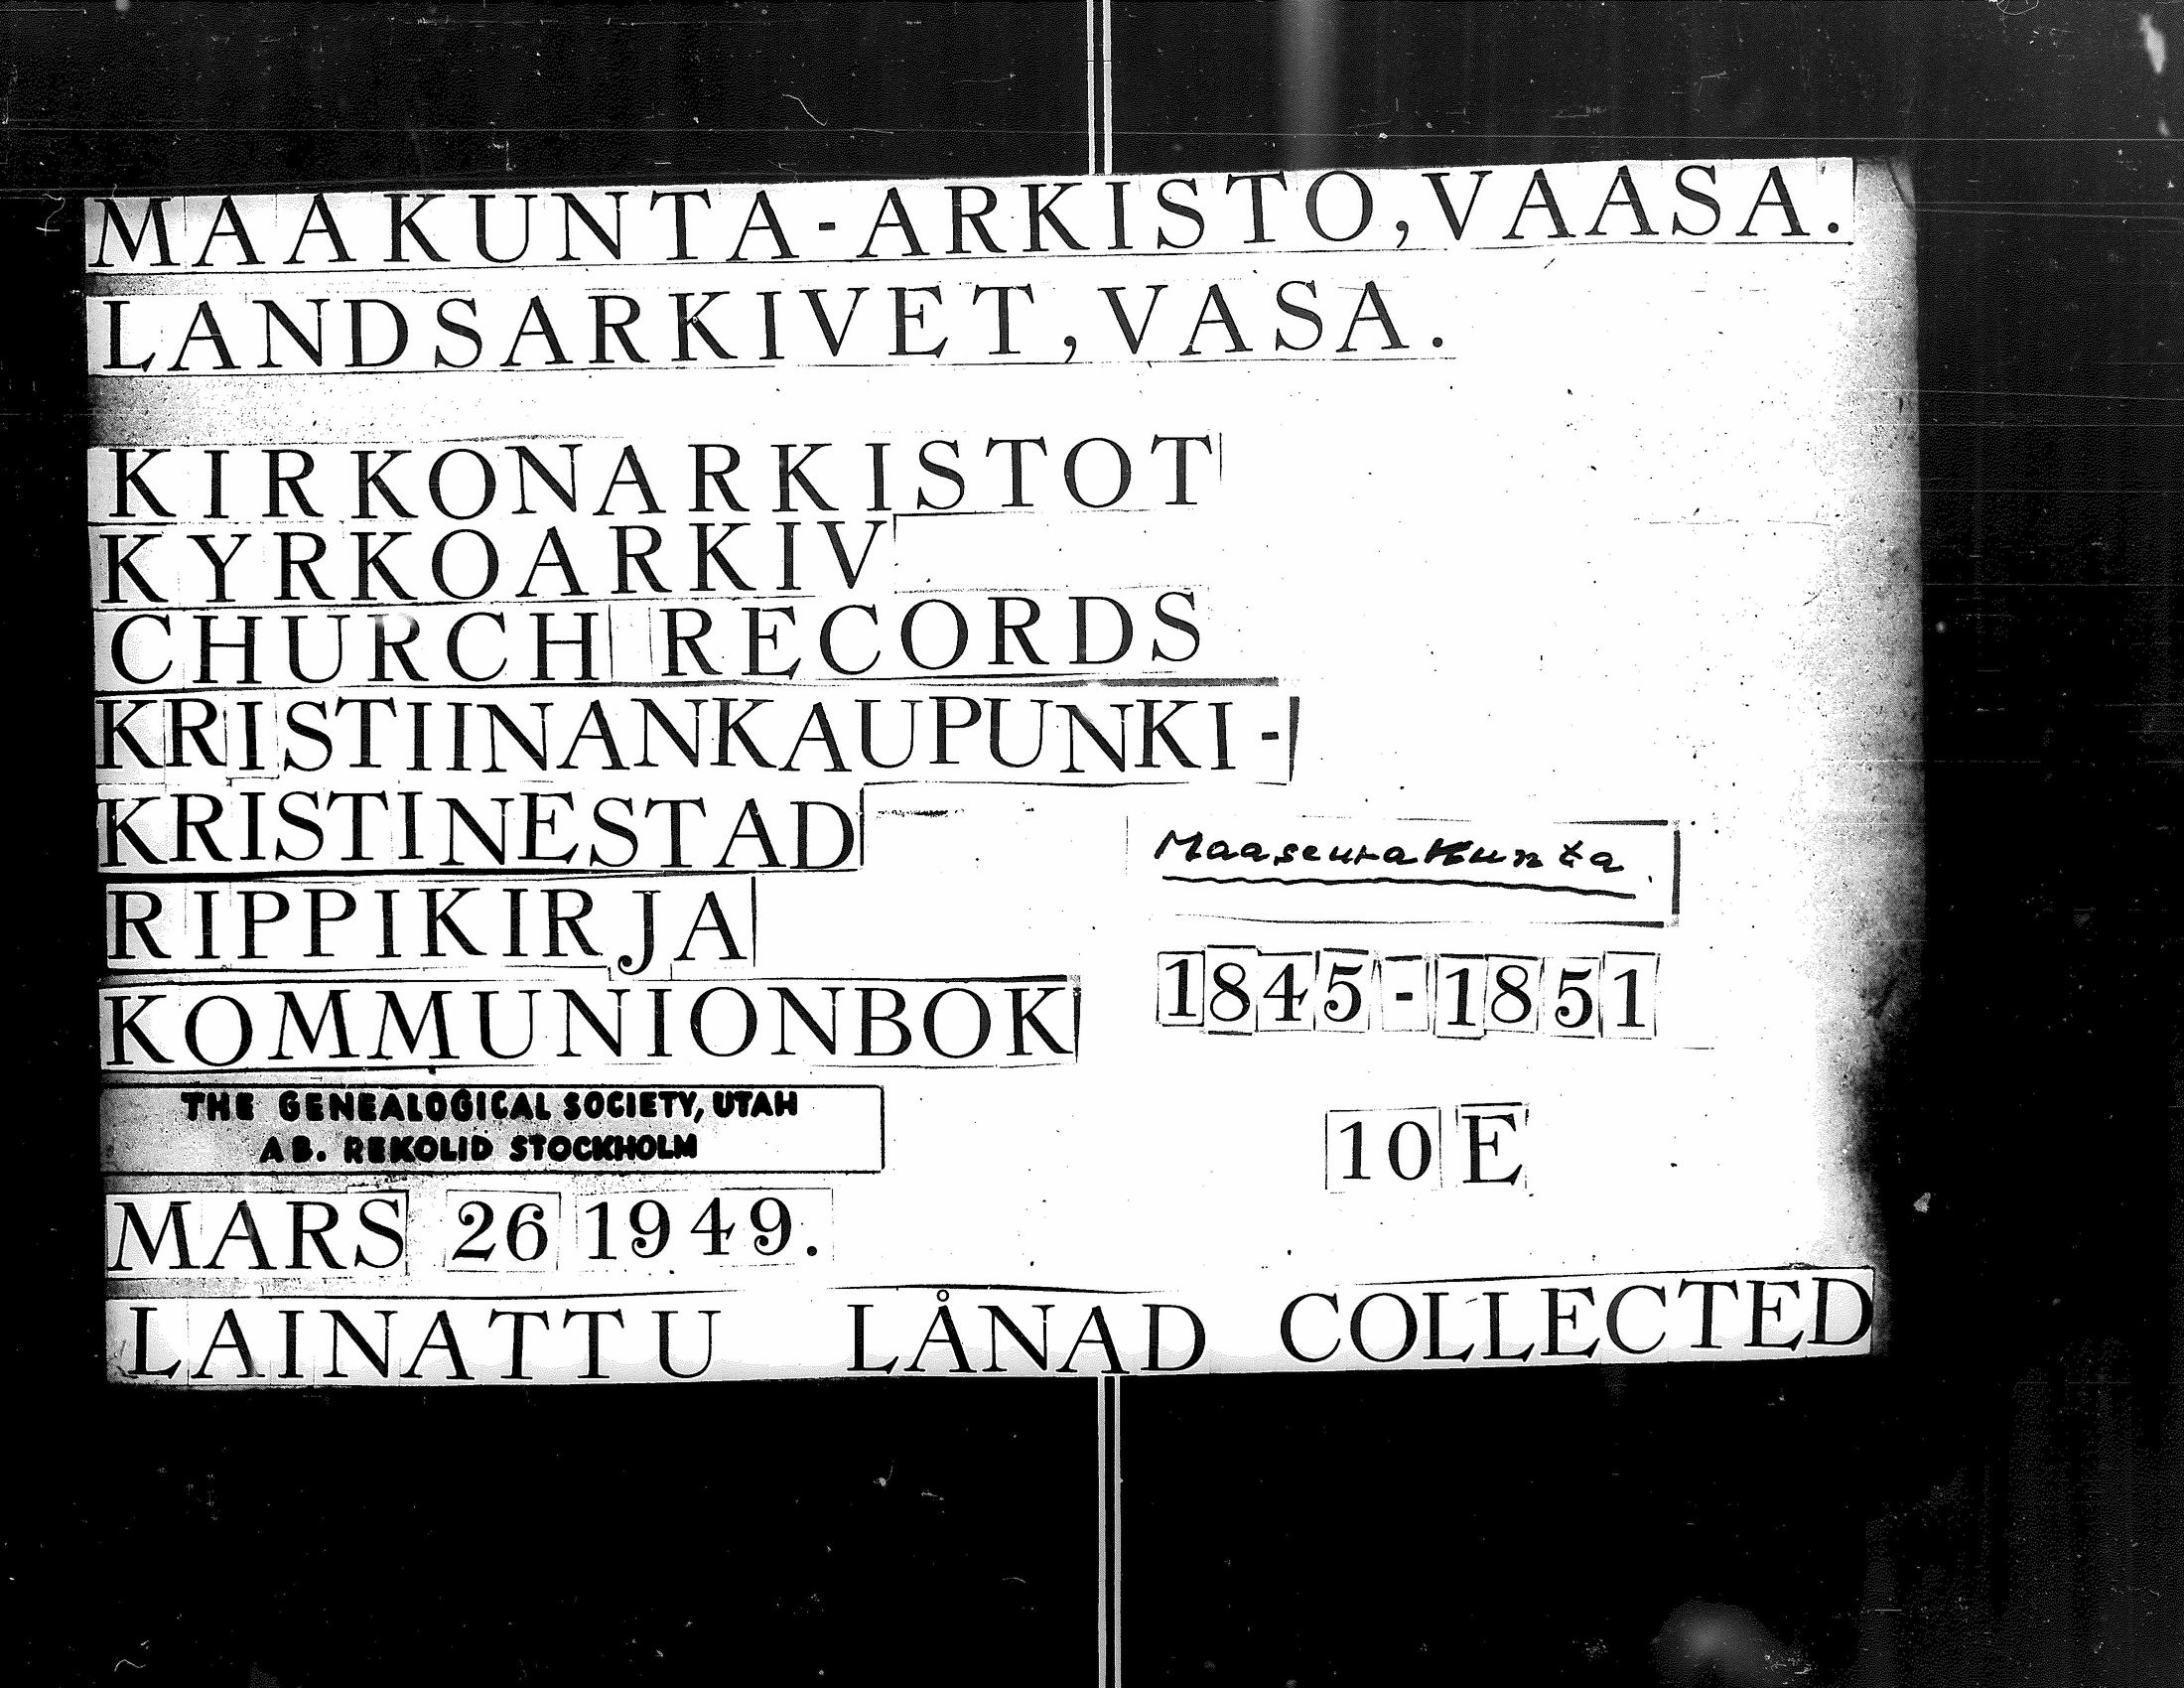 MAAKUNTA-ARKISTO, VAASA.
LANDSARKIVET, VASA.
KIRKONARKISTOT
KYRKOARKIV
CHURCH RECORDS
KRISTIINANKAUPUNKI-
KRISTINESTAD
Maaseurakunta.
RIPPIKIRJA
KOMMUNIONBOK
1845-1851
THE GENEALOGICAL SOCIETY, UTAH
AB. REKOLID STOCKHOLM
10 E
MARS 26 1949.
LAINATTU LÅNAD COLLECTED